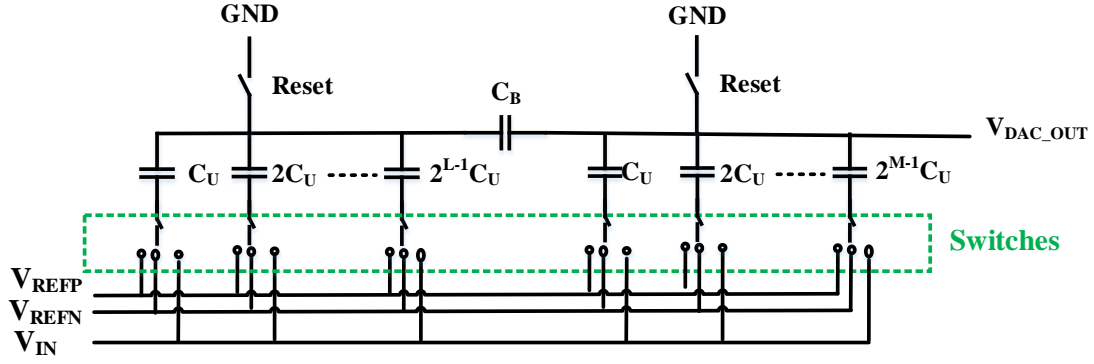 GND GND
Reset Reset
C_B
V_DAC_OUT
C_U 2C_U 2^{L-1}C_U C_U 2C_U 2^{M-1}C_U
Switches
V_REFP
V_REFN
V_IN